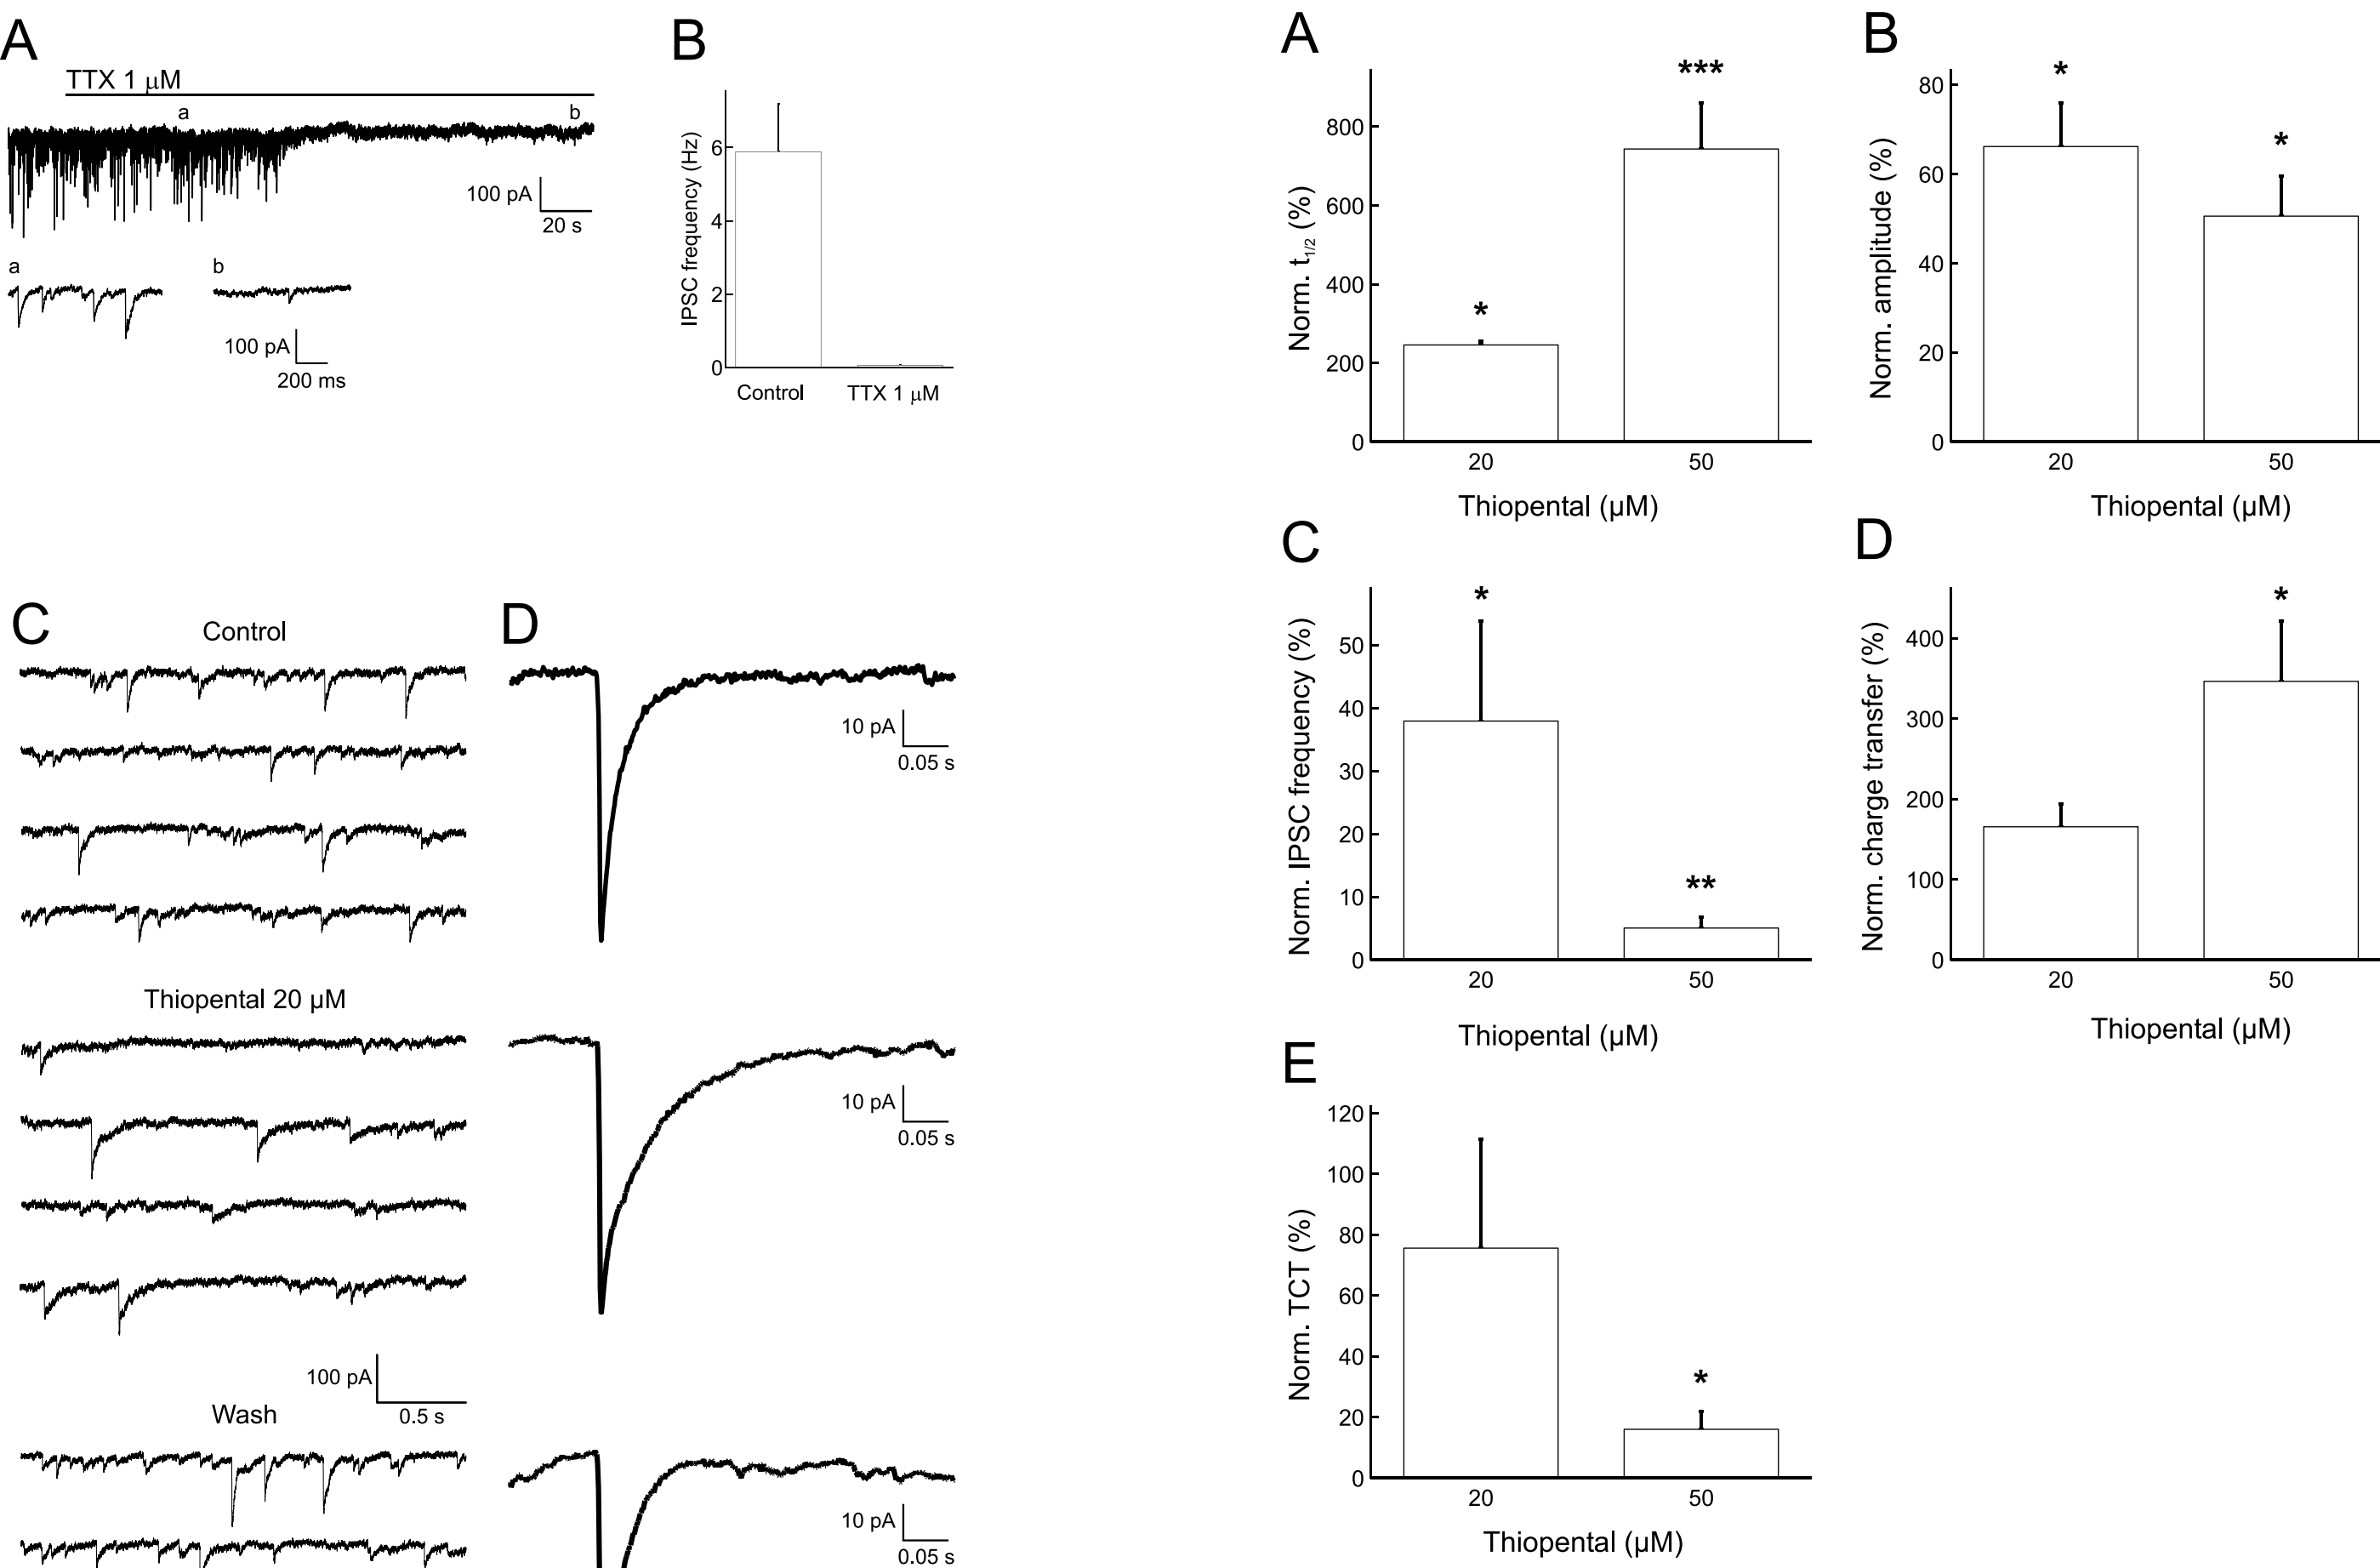 A
TTX 1 μM
a
b
100 pA
20 s
a
b
100 pA
200 ms
B
IPSC frequency (Hz)
6
4
2
0
Control
TTX 1 μM
C
Control
Thiopental 20 μM
100 pA
0.5 s
Wash
D
10 pA
0.05 s
10 pA
0.05 s
10 pA
0.05 s
A
Norm. t1/2 (%)
800
600
400
200
0
*
***
20
50
Thiopental (μM)
B
Norm. amplitude (%)
80
60
40
20
0
*
*
20
50
Thiopental (μM)
C
Norm. IPSC frequency (%)
50
40
30
20
10
0
*
**
20
50
Thiopental (μM)
D
Norm. charge transfer (%)
400
300
200
100
0
*
20
50
Thiopental (μM)
E
Norm. TCT (%)
120
100
80
60
40
20
0
*
20
50
Thiopental (μM)